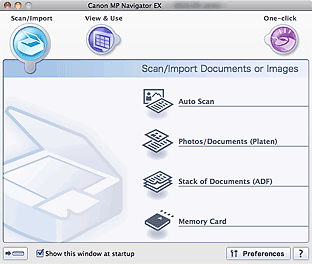 Canon MP Navigator EX
Scan/Import
View & Use
One-click
Scan/Import Documents or Images
Auto Scan
Photos/Documents (Platen)
Stack of Documents (ADF)
Memory Card
Show this window at startup
Preferences
?